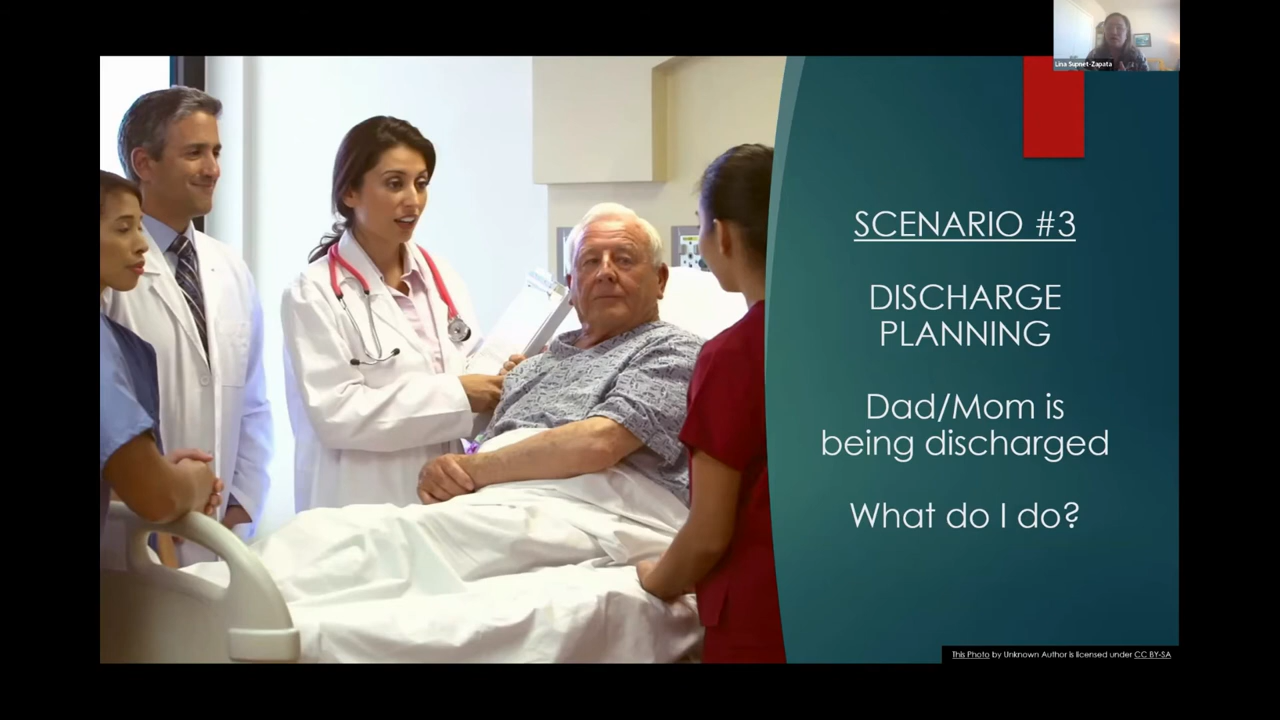 Lina Supnet-Zapata
SCENARIO #3
DISCHARGE
PLANNING
Dad/Mom is
being discharged
What do I do?
This Photo by Unknown Author is licensed under CC BY-SA